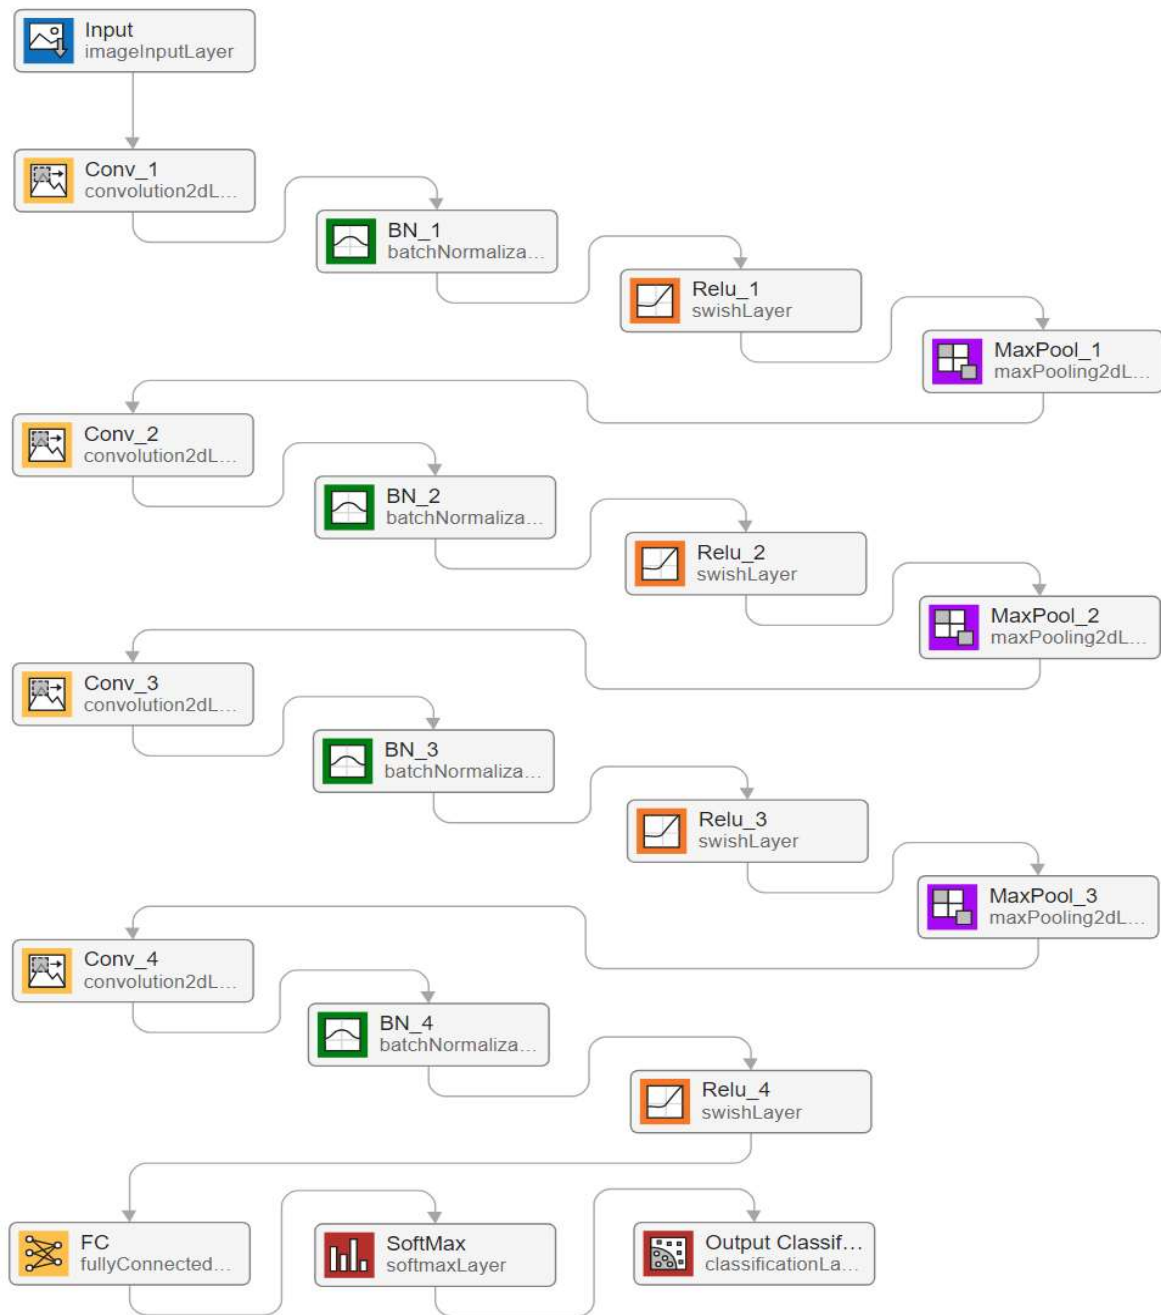 Input
imageInputLayer
Conv_1
convolution2dL...
BN_1
batchNormaliza...
Relu_1
swishLayer
MaxPool_1
maxPooling2dL...
Conv_2
convolution2dL...
BN_2
batchNormaliza...
Relu_2
swishLayer
MaxPool_2
maxPooling2dL...
Conv_3
convolution2dL...
BN_3
batchNormaliza...
Relu_3
swishLayer
MaxPool_3
maxPooling2dL...
Conv_4
convolution2dL...
BN_4
batchNormaliza...
Relu_4
swishLayer
FC
fullyConnected...
SoftMax
softmaxLayer
Output Classif...
classificationLa...